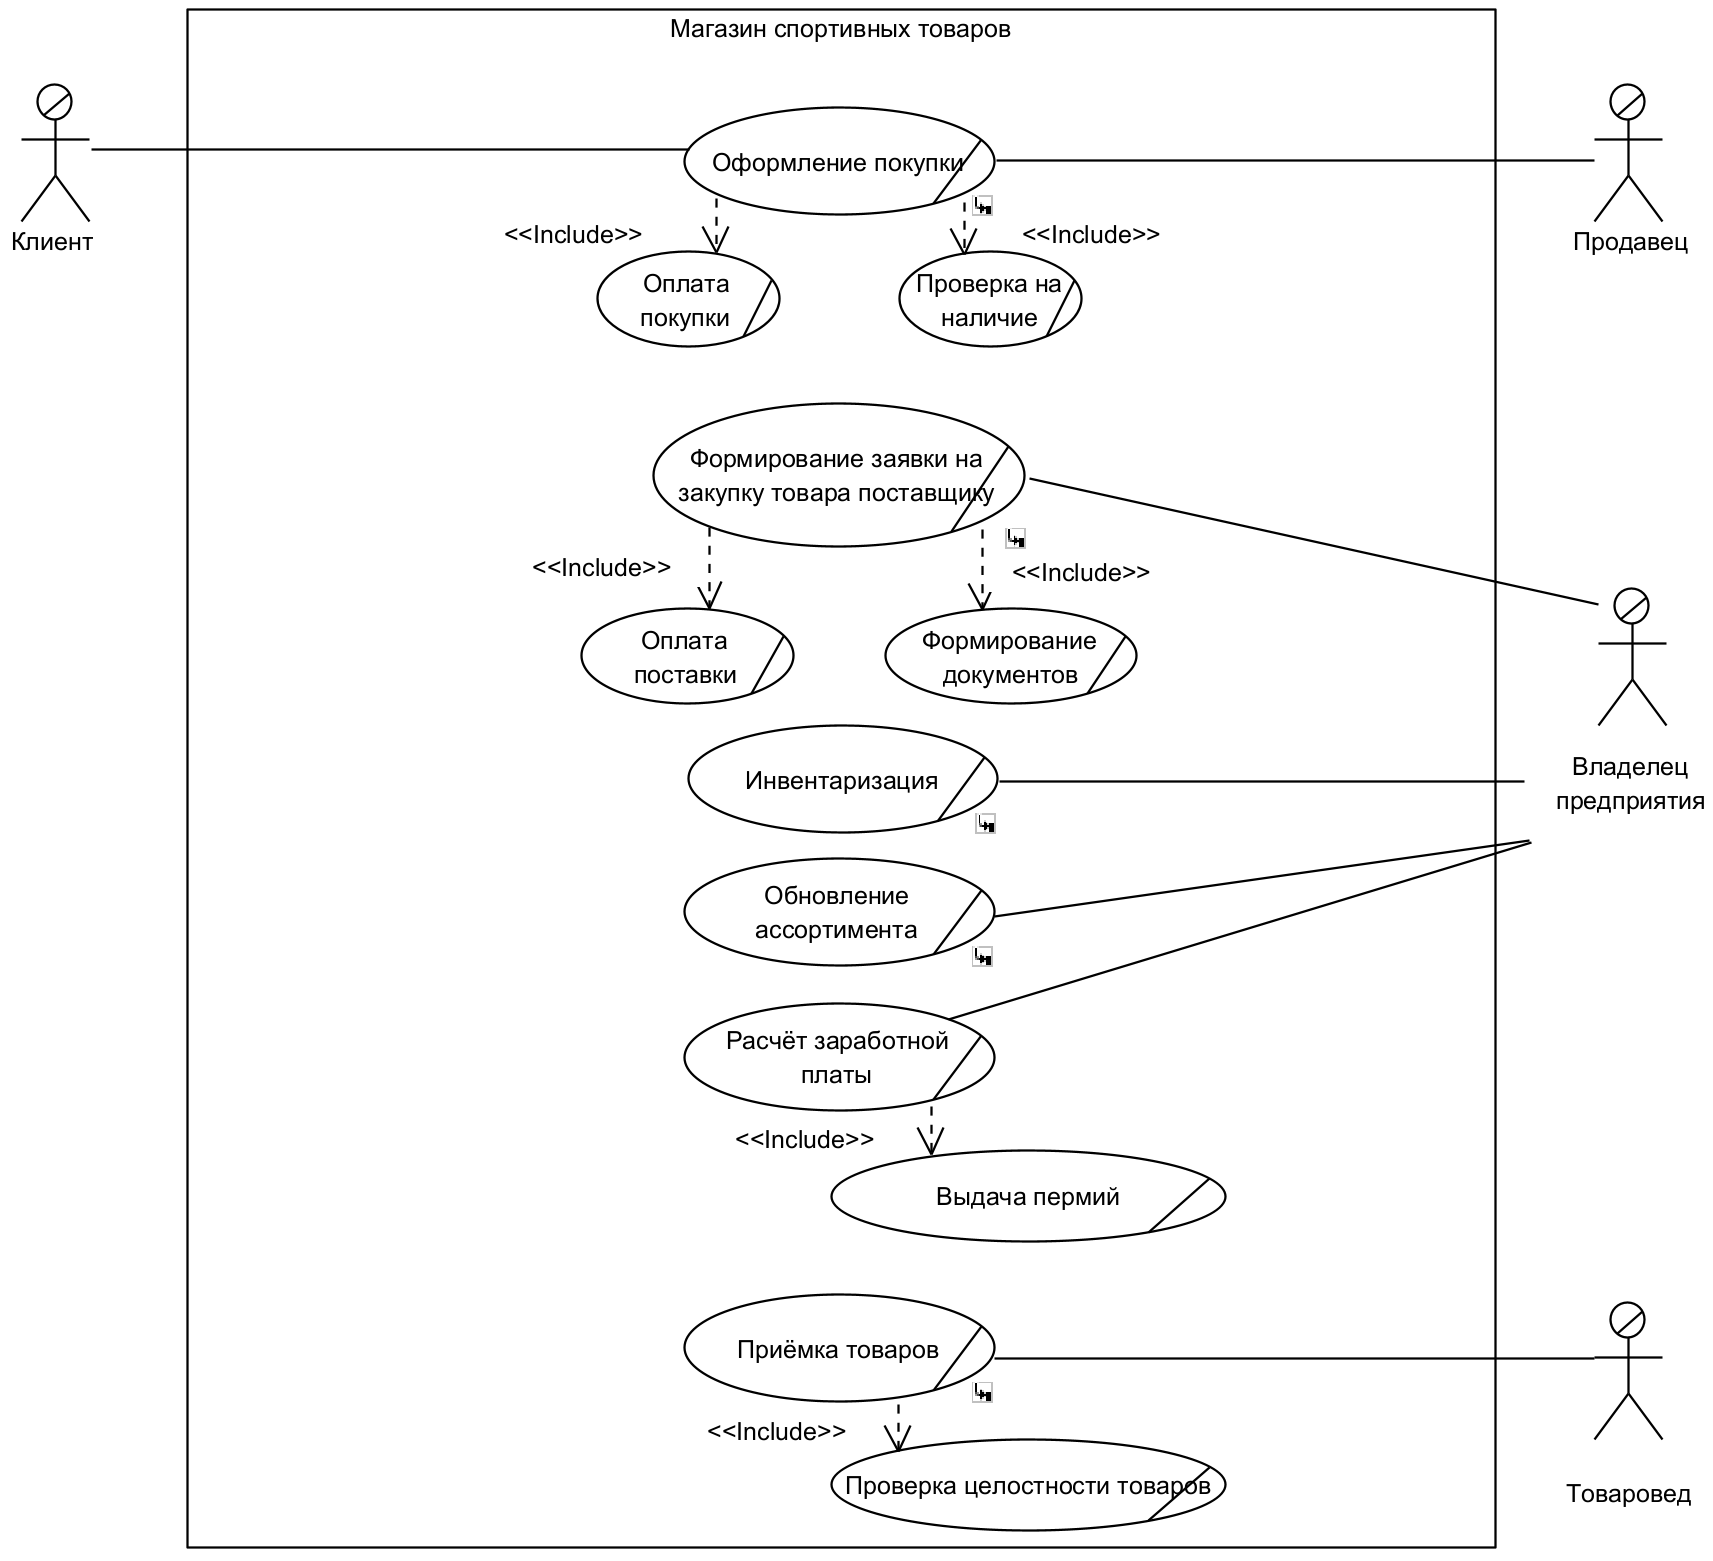 Магазин спортивных товаров
Клиент
Продавец
Оформление покупки
<<Include>>
<<Include>>
Оплата
покупки
Проверка на
наличие
Формирование заявки на
закупку товара поставщику
<<Include>>
<<Include>>
Оплата
поставки
Формирование
документов
Владелец
предприятия
Инвентаризация
Обновление
ассортимента
Расчёт заработной
платы
<<Include>>
Выдача пермий
Приёмка товаров
<<Include>>
Проверка целостности товаров
Товаровед